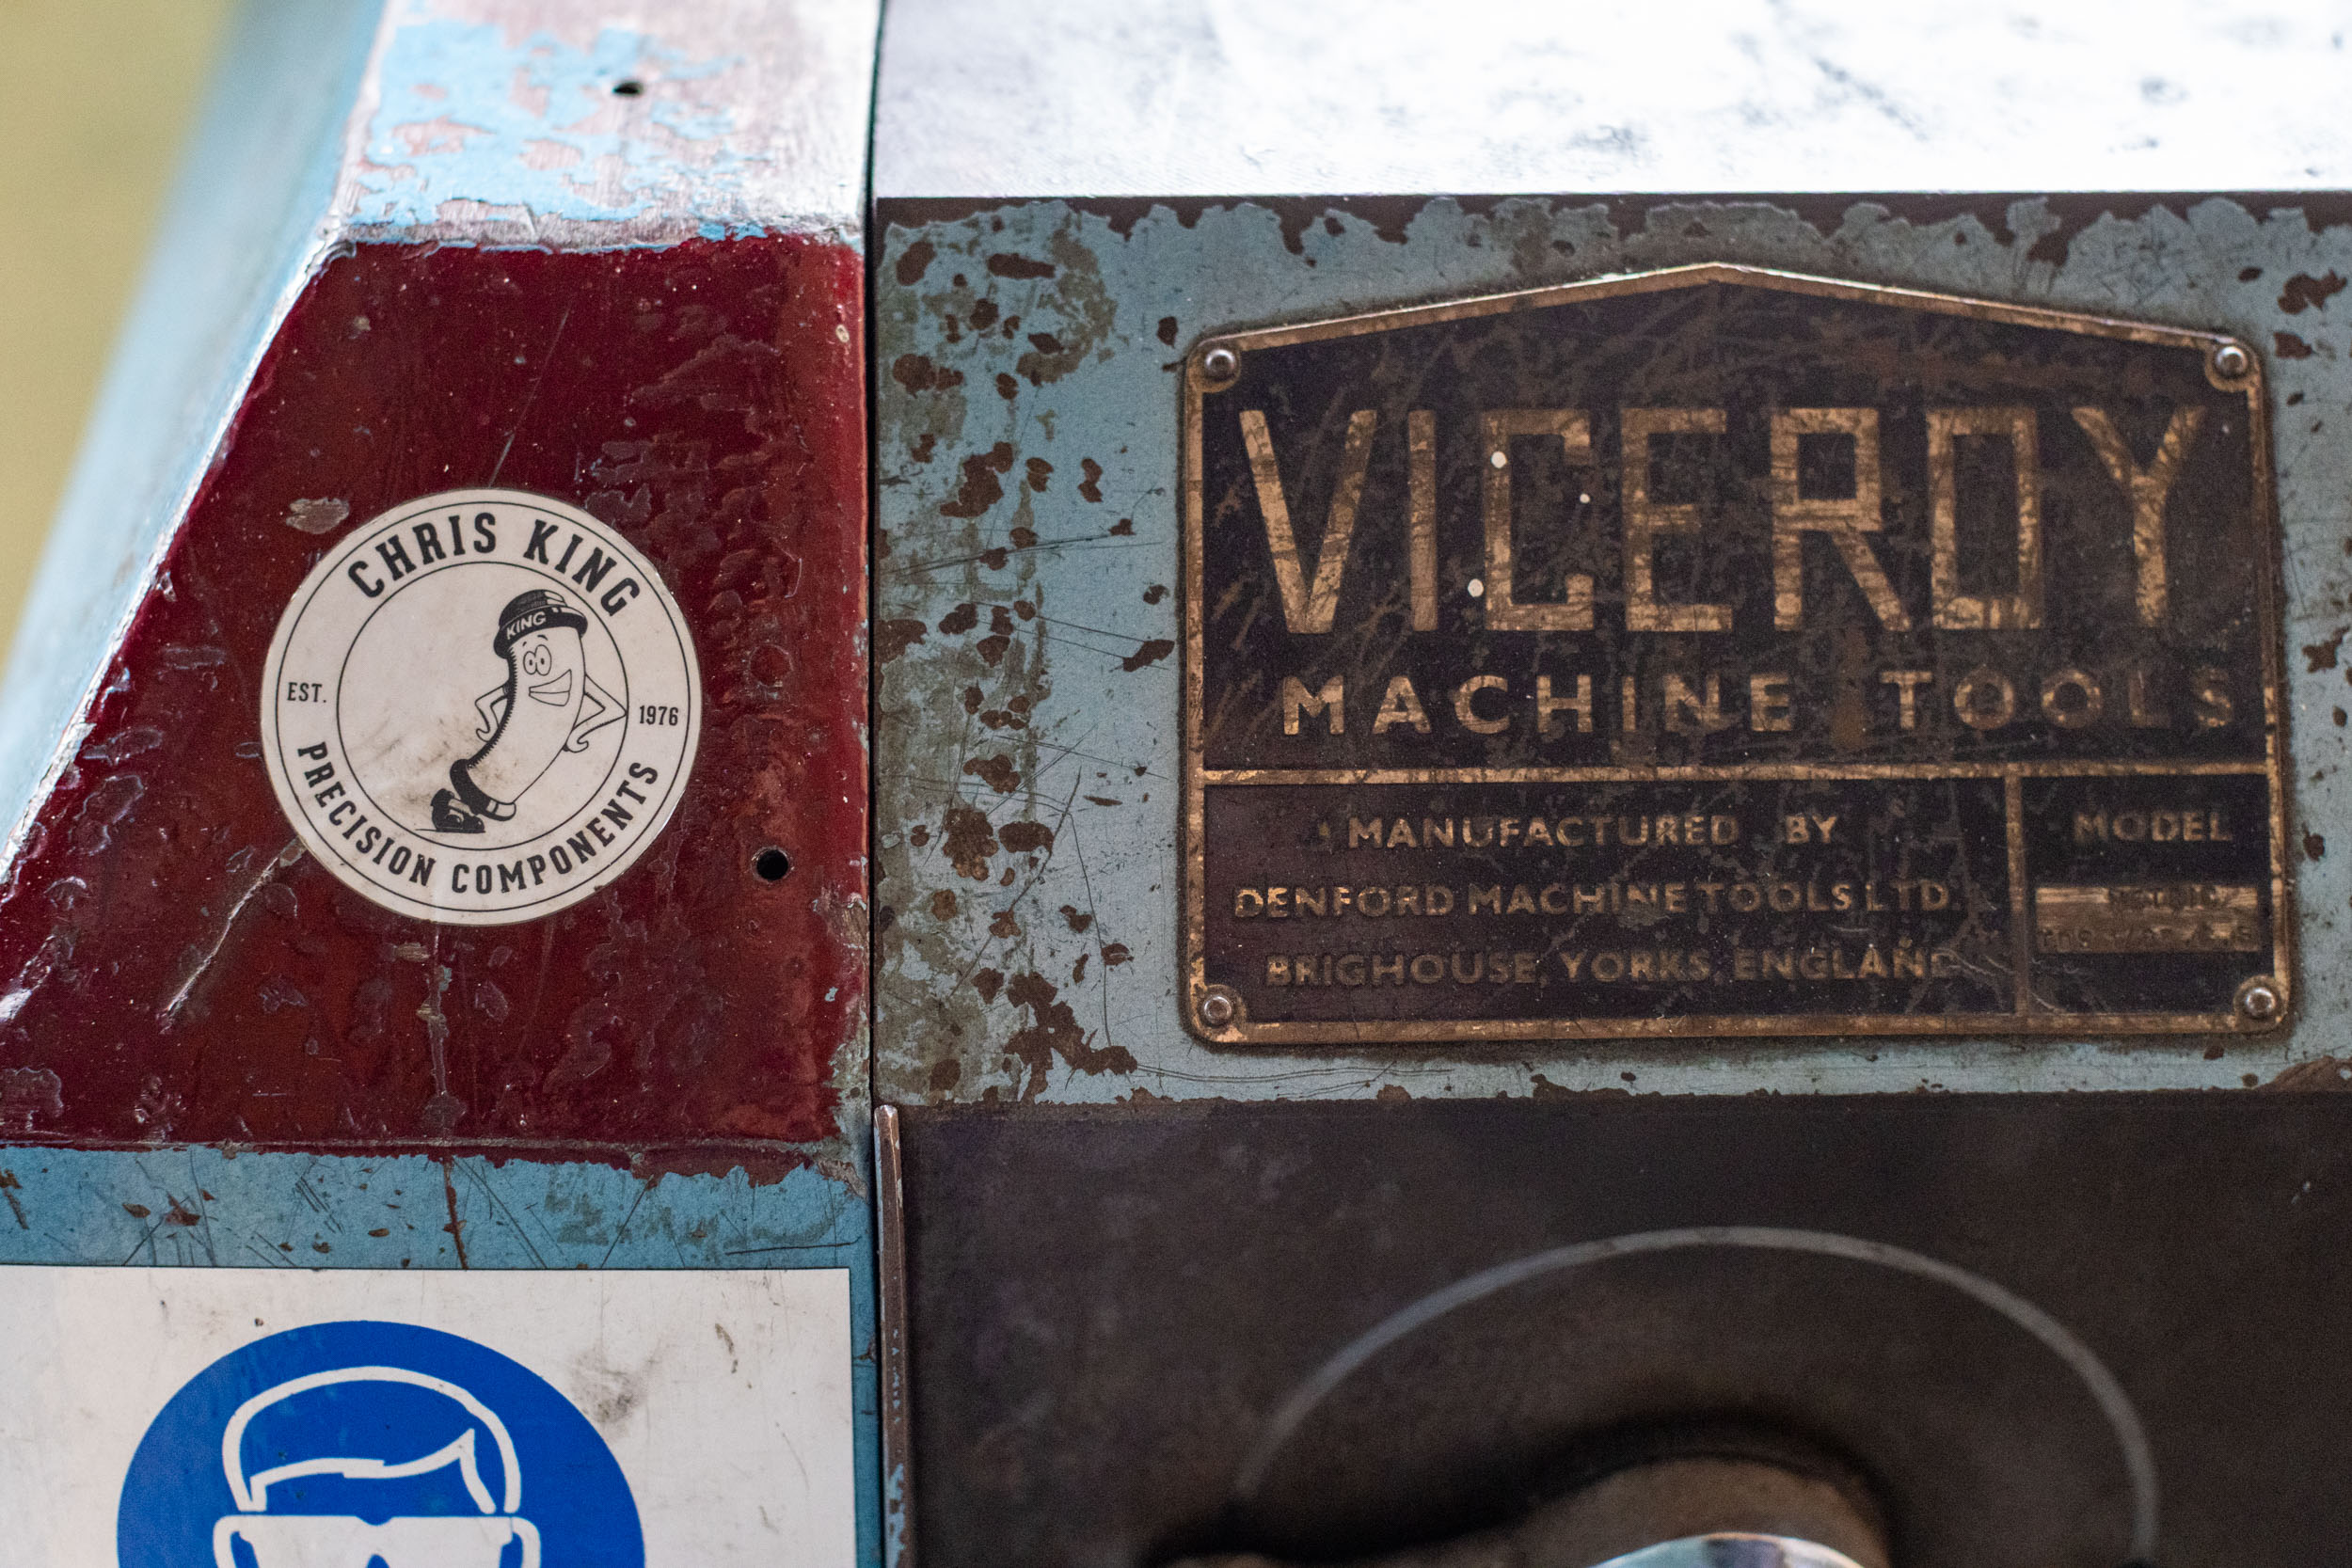 CHRIS KING
KING
EST.
1976
PRECISION COMPONENTS
VICEROY
MACHINE TOOLS
MANUFACTURED BY
DENFORD MACHINE TOOLS LTD.
BRIGHOUSE, YORKS, ENGLAND
MODEL